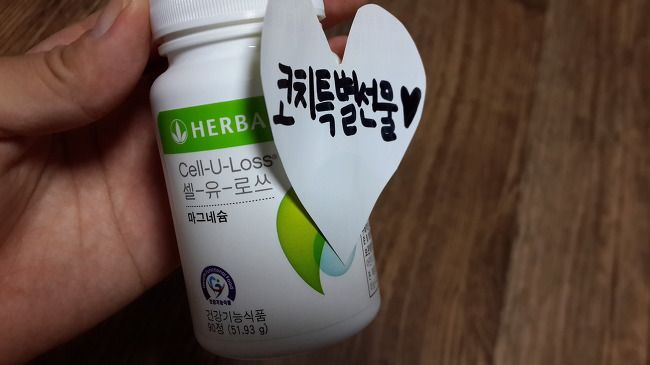 코치특별선물♥
HERBA
Cell-U-Loss®
셀-유-로쓰
마그네슘
건강기능식품
90정 (51.93 g)